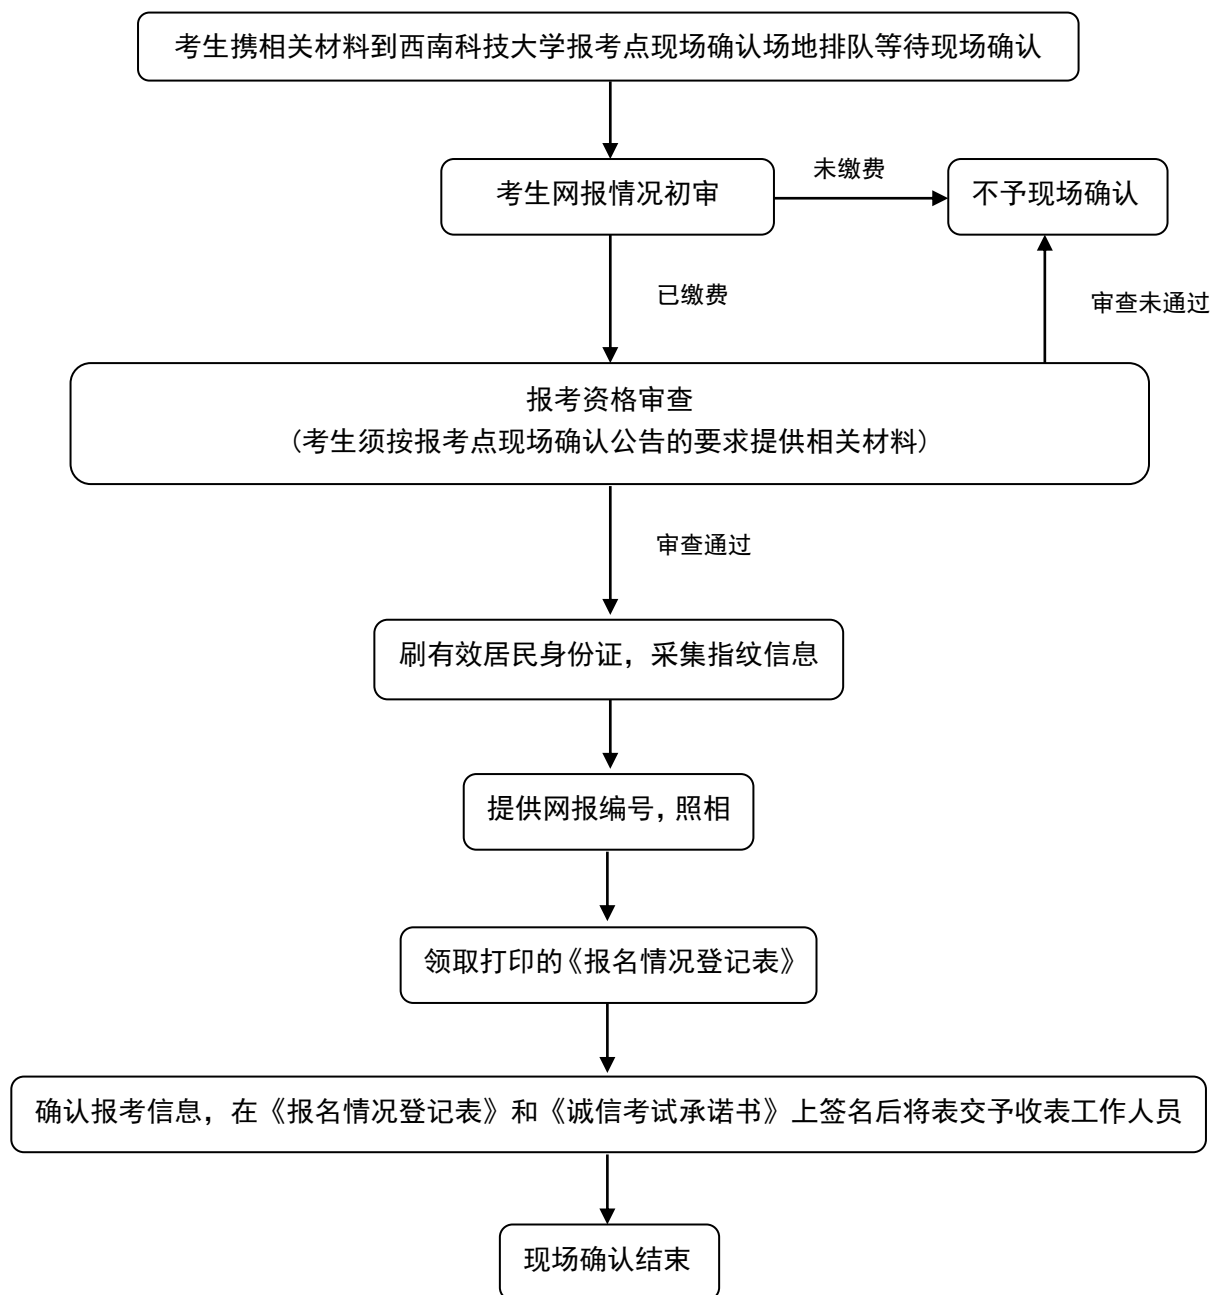 考生携相关材料到西南科技大学报考点现场确认场地排队等待现场确认
考生网报情况初审
未缴费
不予现场确认
已缴费
审查未通过
报考资格审查
（考生须按报考点现场确认公告的要求提供相关材料）
审查通过
刷有效居民身份证，采集指纹信息
提供网报编号，照相
领取打印的《报名情况登记表》
确认报考信息，在《报名情况登记表》和《诚信考试承诺书》上签名后将表交予收表工作人员
现场确认结束